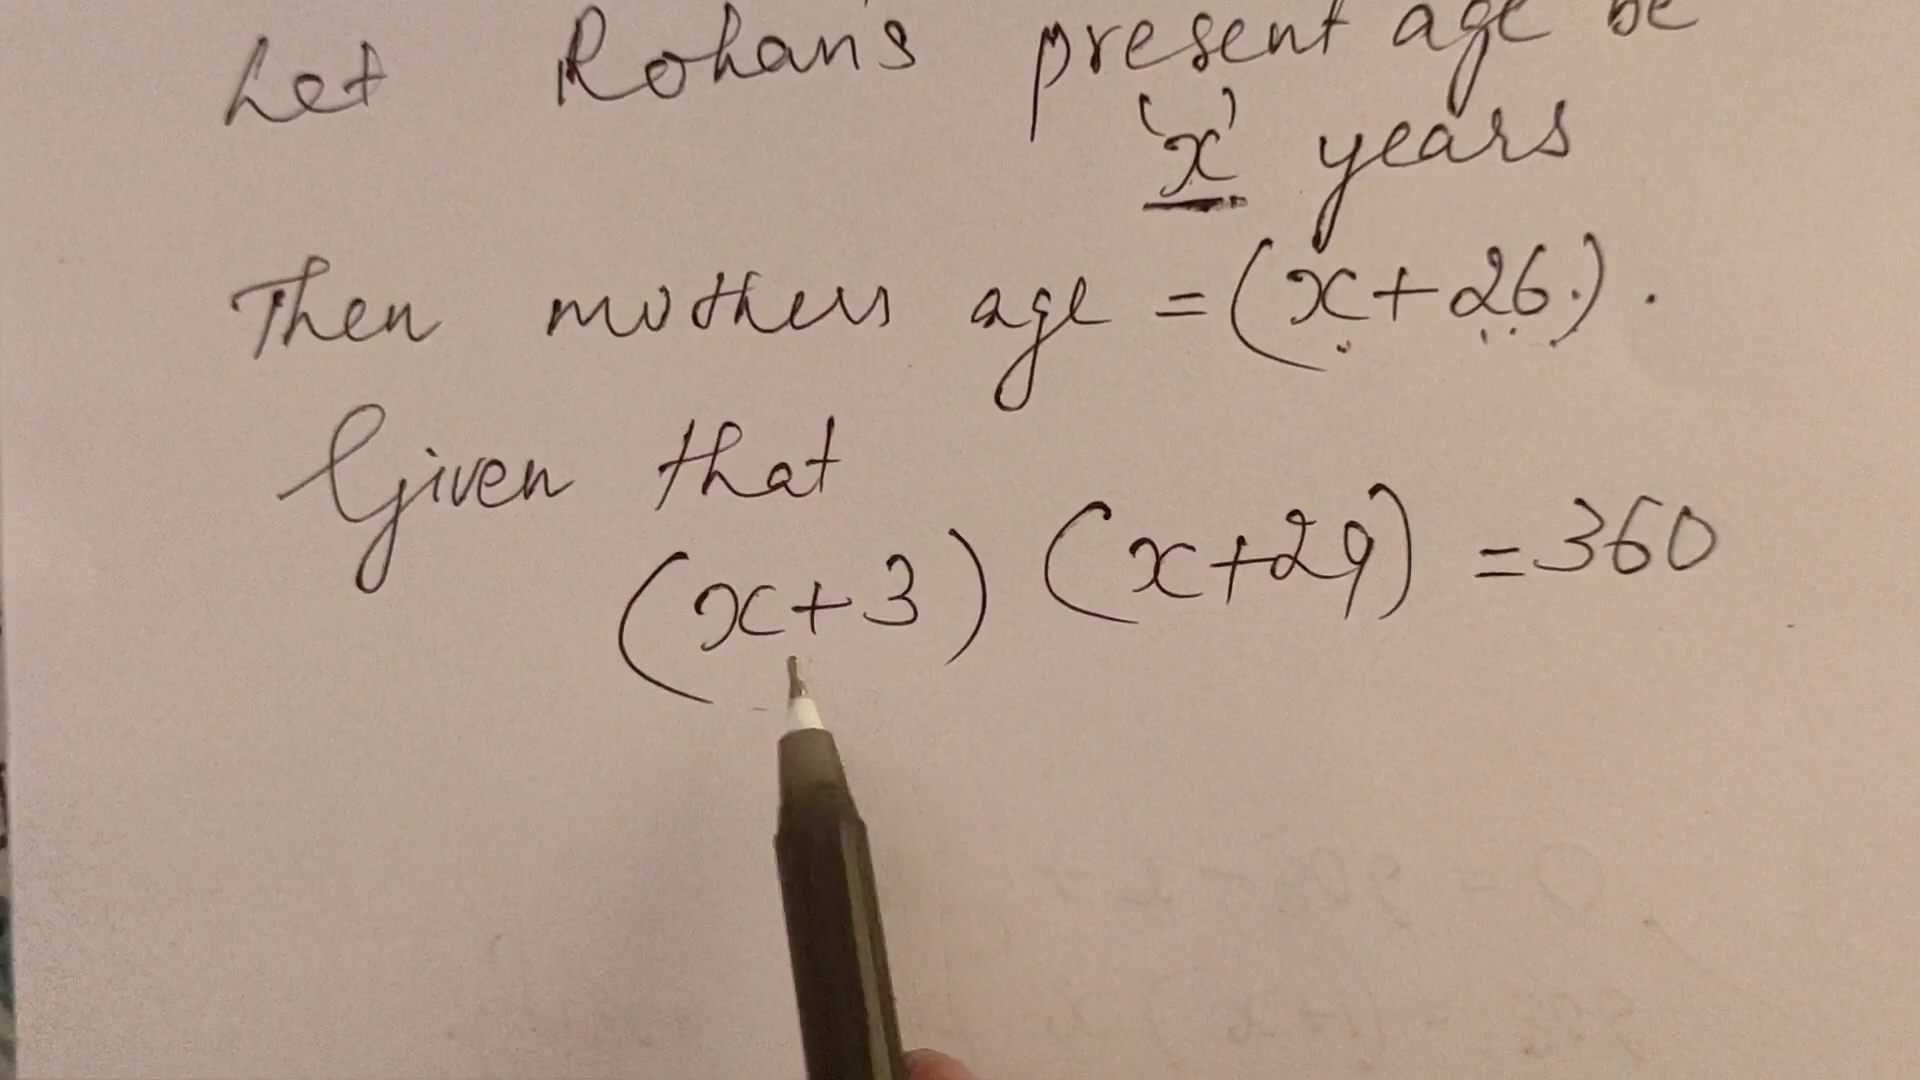 Let Rohan's present age be
'x' years
Then mothers age = (x+26).
Given that
(x+3) (x+29) = 360